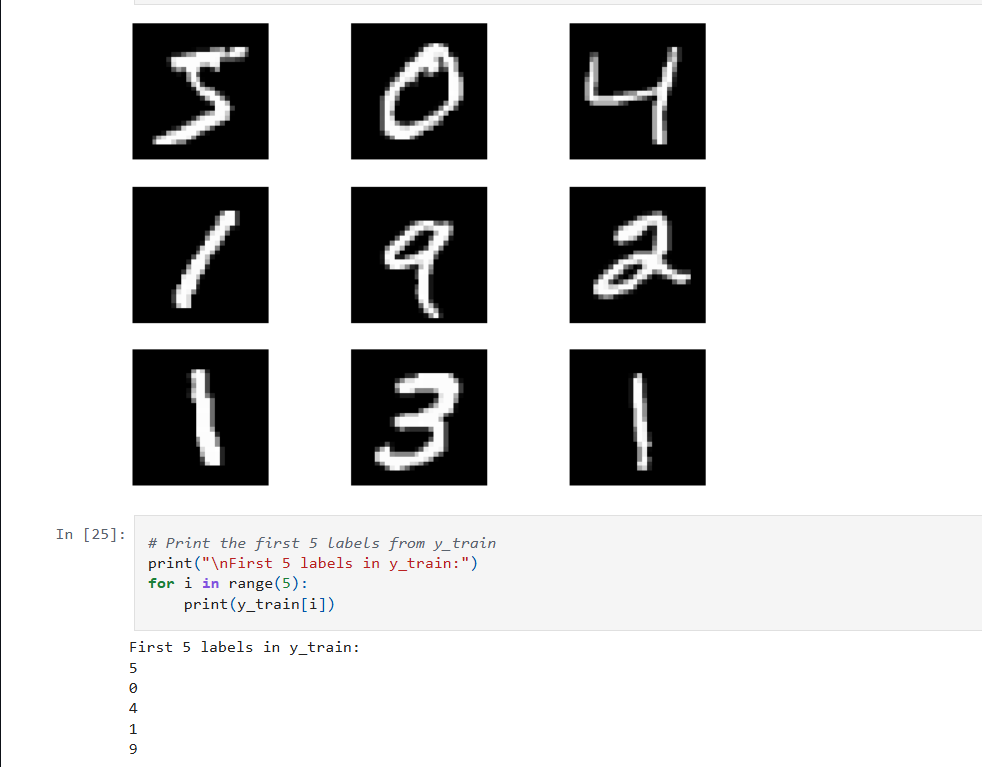 5 0 4
1 9 2
1 3 1
In [25]:
# Print the first 5 labels from y_train
print("\nFirst 5 labels in y_train:")
for i in range(5):
    print(y_train[i])
First 5 labels in y_train:
5
0
4
1
9